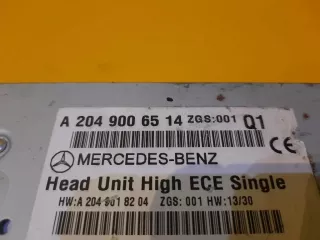 A 204 900 65 14 ZGS:001 Q1
MERCEDES-BENZ
Head Unit High ECE Single
HW:A 204 901 82 04 ZGS: 001 HW:13/30